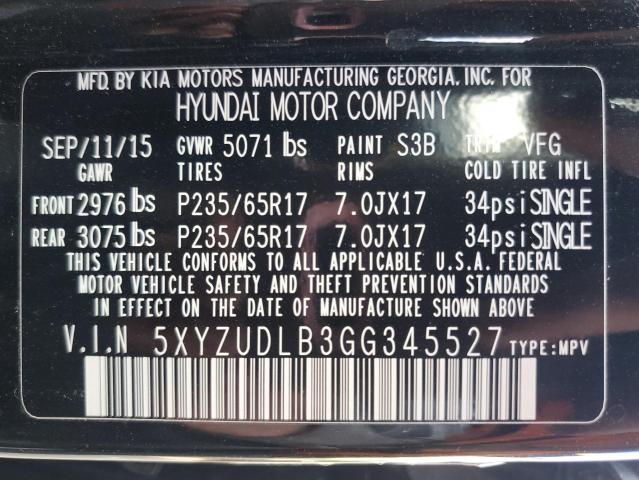 MFD. BY KIA MOTORS MANUFACTURING GEORGIA. INC. FOR
HYUNDAI MOTOR COMPANY
SEP/11/15 GVWR 5071 lbs PAINT S3B TRIM VFG
GAWR TIRES RIMS COLD TIRE INFL
FRONT 2976 lbs P235/65R17 7.0JX17 34psi SINGLE
REAR 3075 lbs P235/65R17 7.0JX17 34psi SINGLE
THIS VEHICLE CONFORMS TO ALL APPLICABLE U.S.A. FEDERAL
MOTOR VEHICLE SAFETY AND THEFT PREVENTION STANDARDS
IN EFFECT ON THE DATE OF MANUFACTURE SHOWN ABOVE.
V.I.N 5XYZUDLB3GG345527 TYPE:MPV